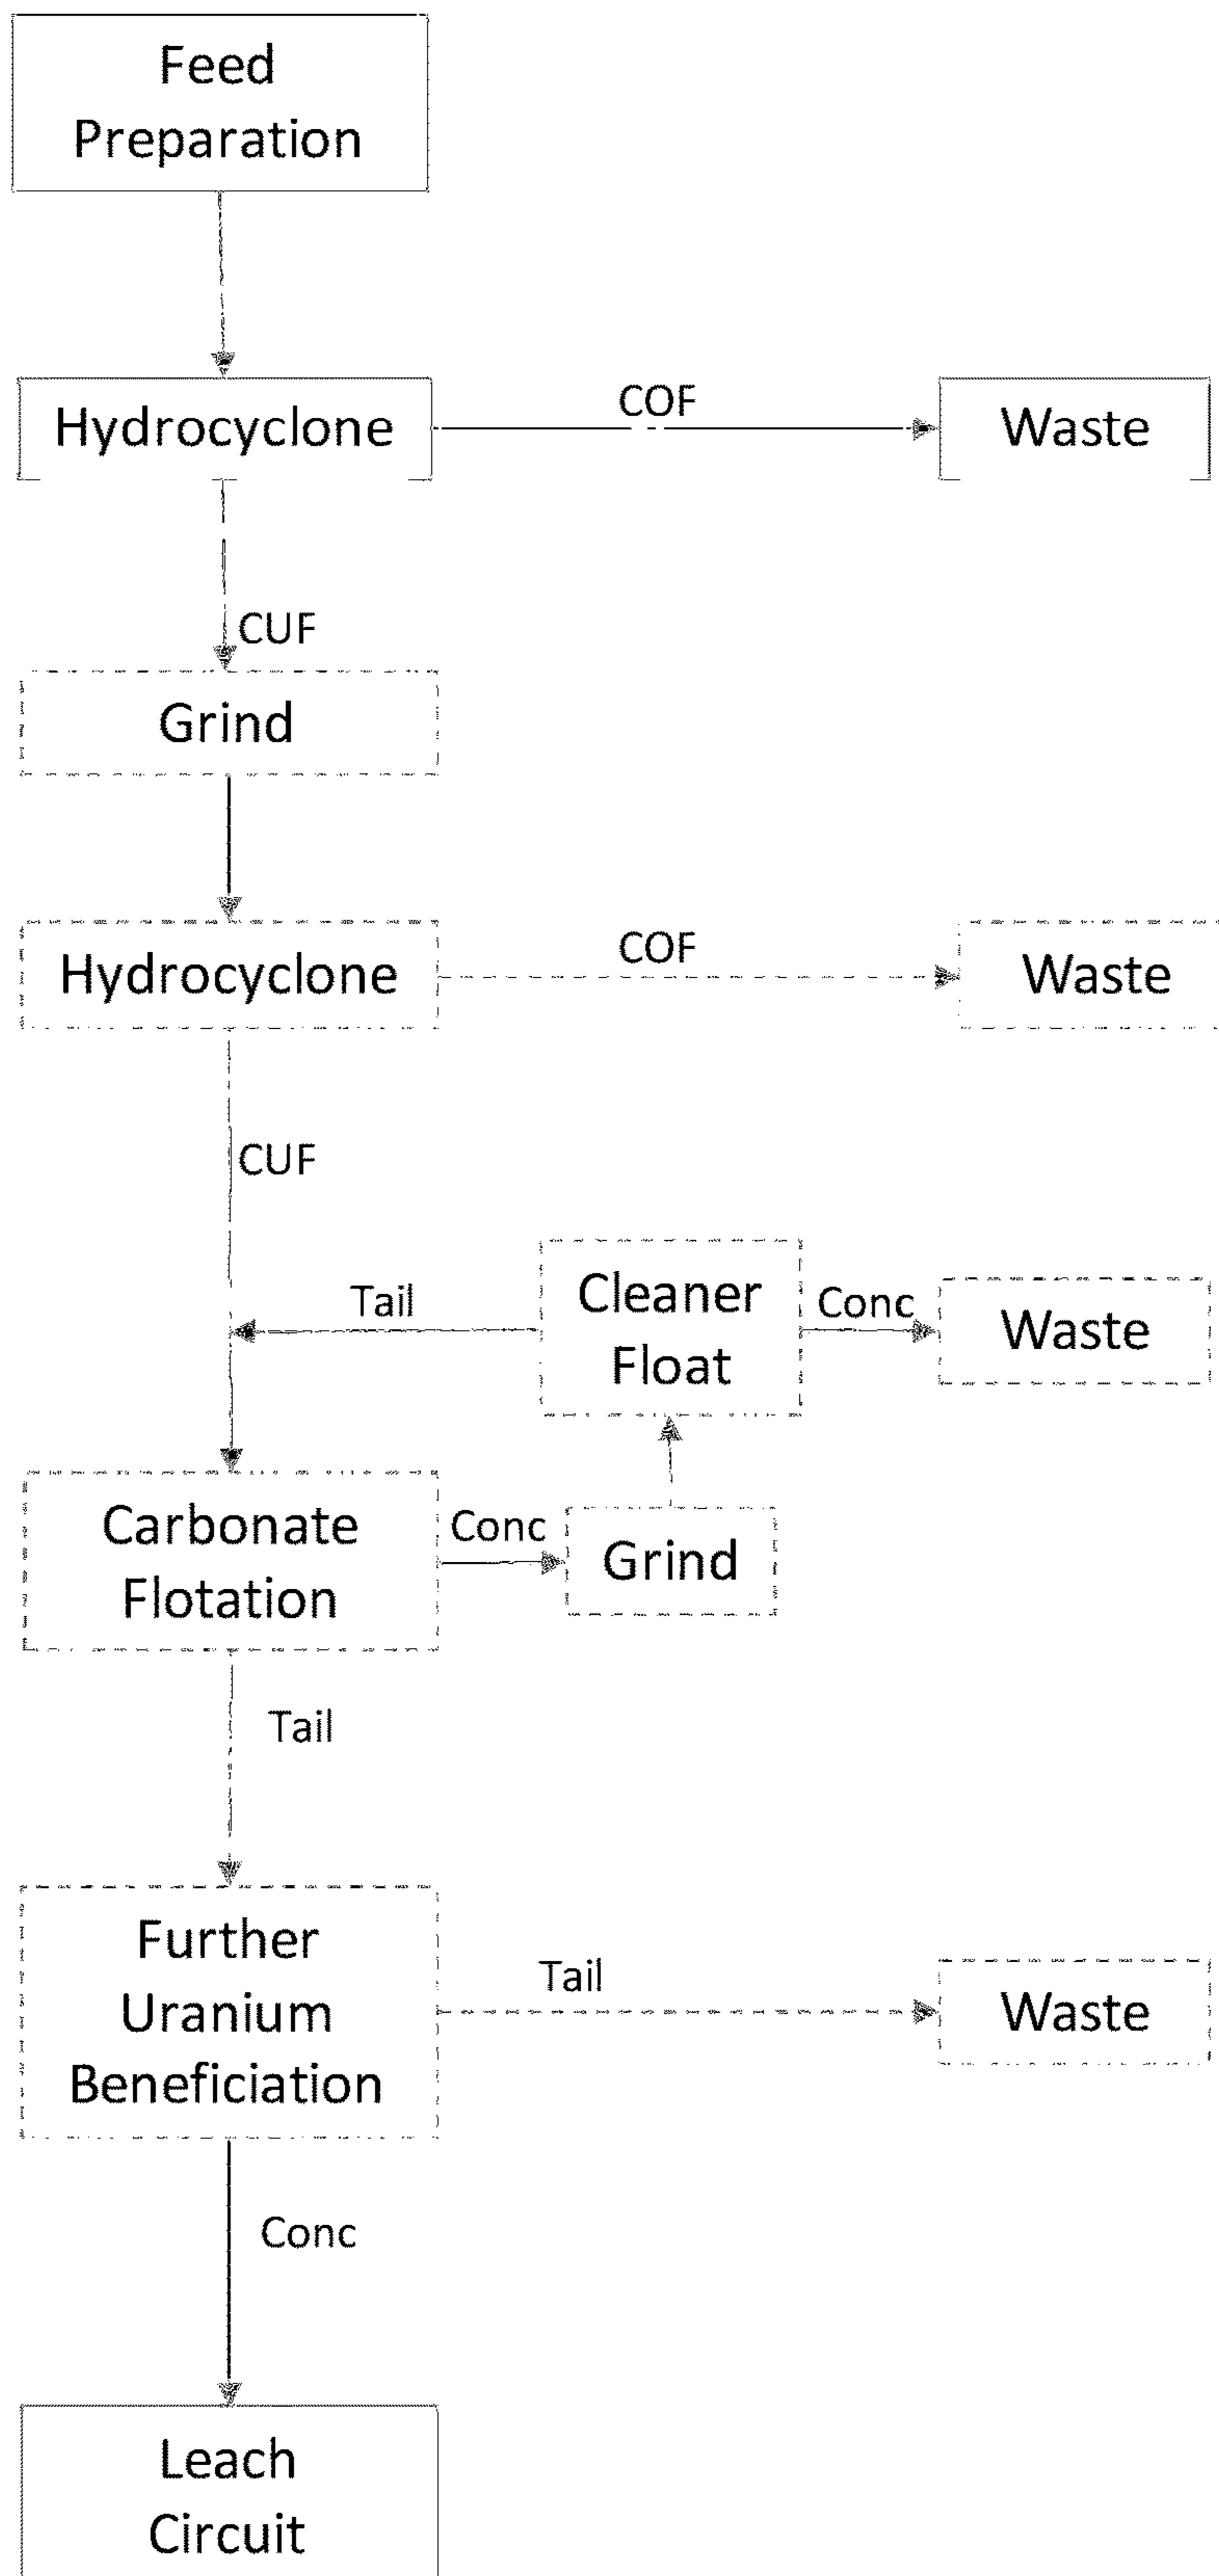 Feed
Preparation
Hydrocyclone
COF
Waste
CUF
Grind
Hydrocyclone
COF
Waste
CUF
Tail
Cleaner
Float
Conc
Waste
Carbonate
Flotation
Conc
Grind
Tail
Further
Uranium
Beneficiation
Tail
Waste
Conc
Leach
Circuit